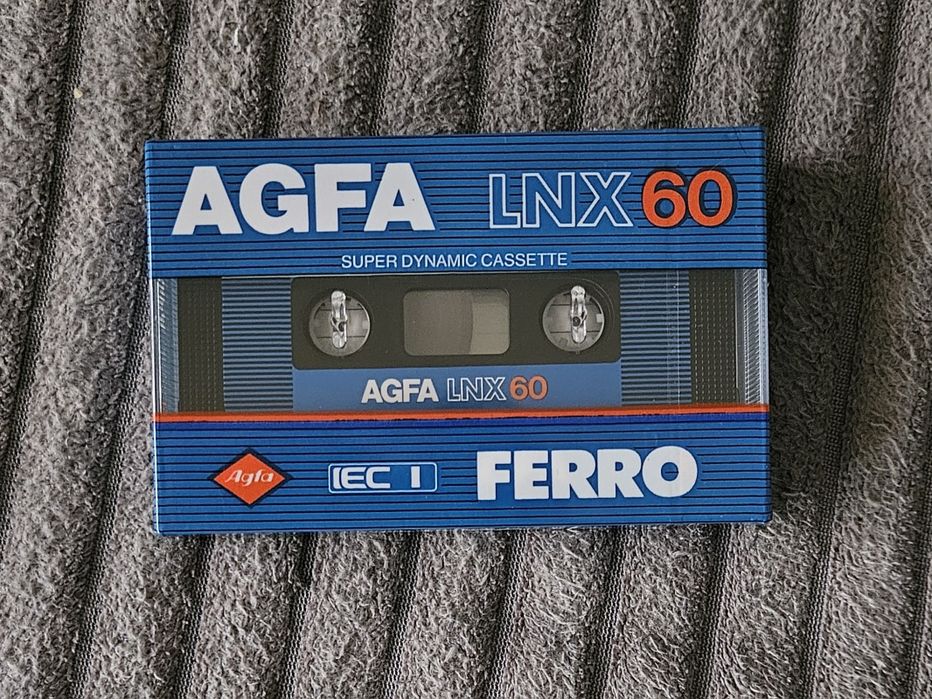 AGFA LNX 60
SUPER DYNAMIC CASSETTE
AGFA LNX 60
Agfa IEC I FERRO